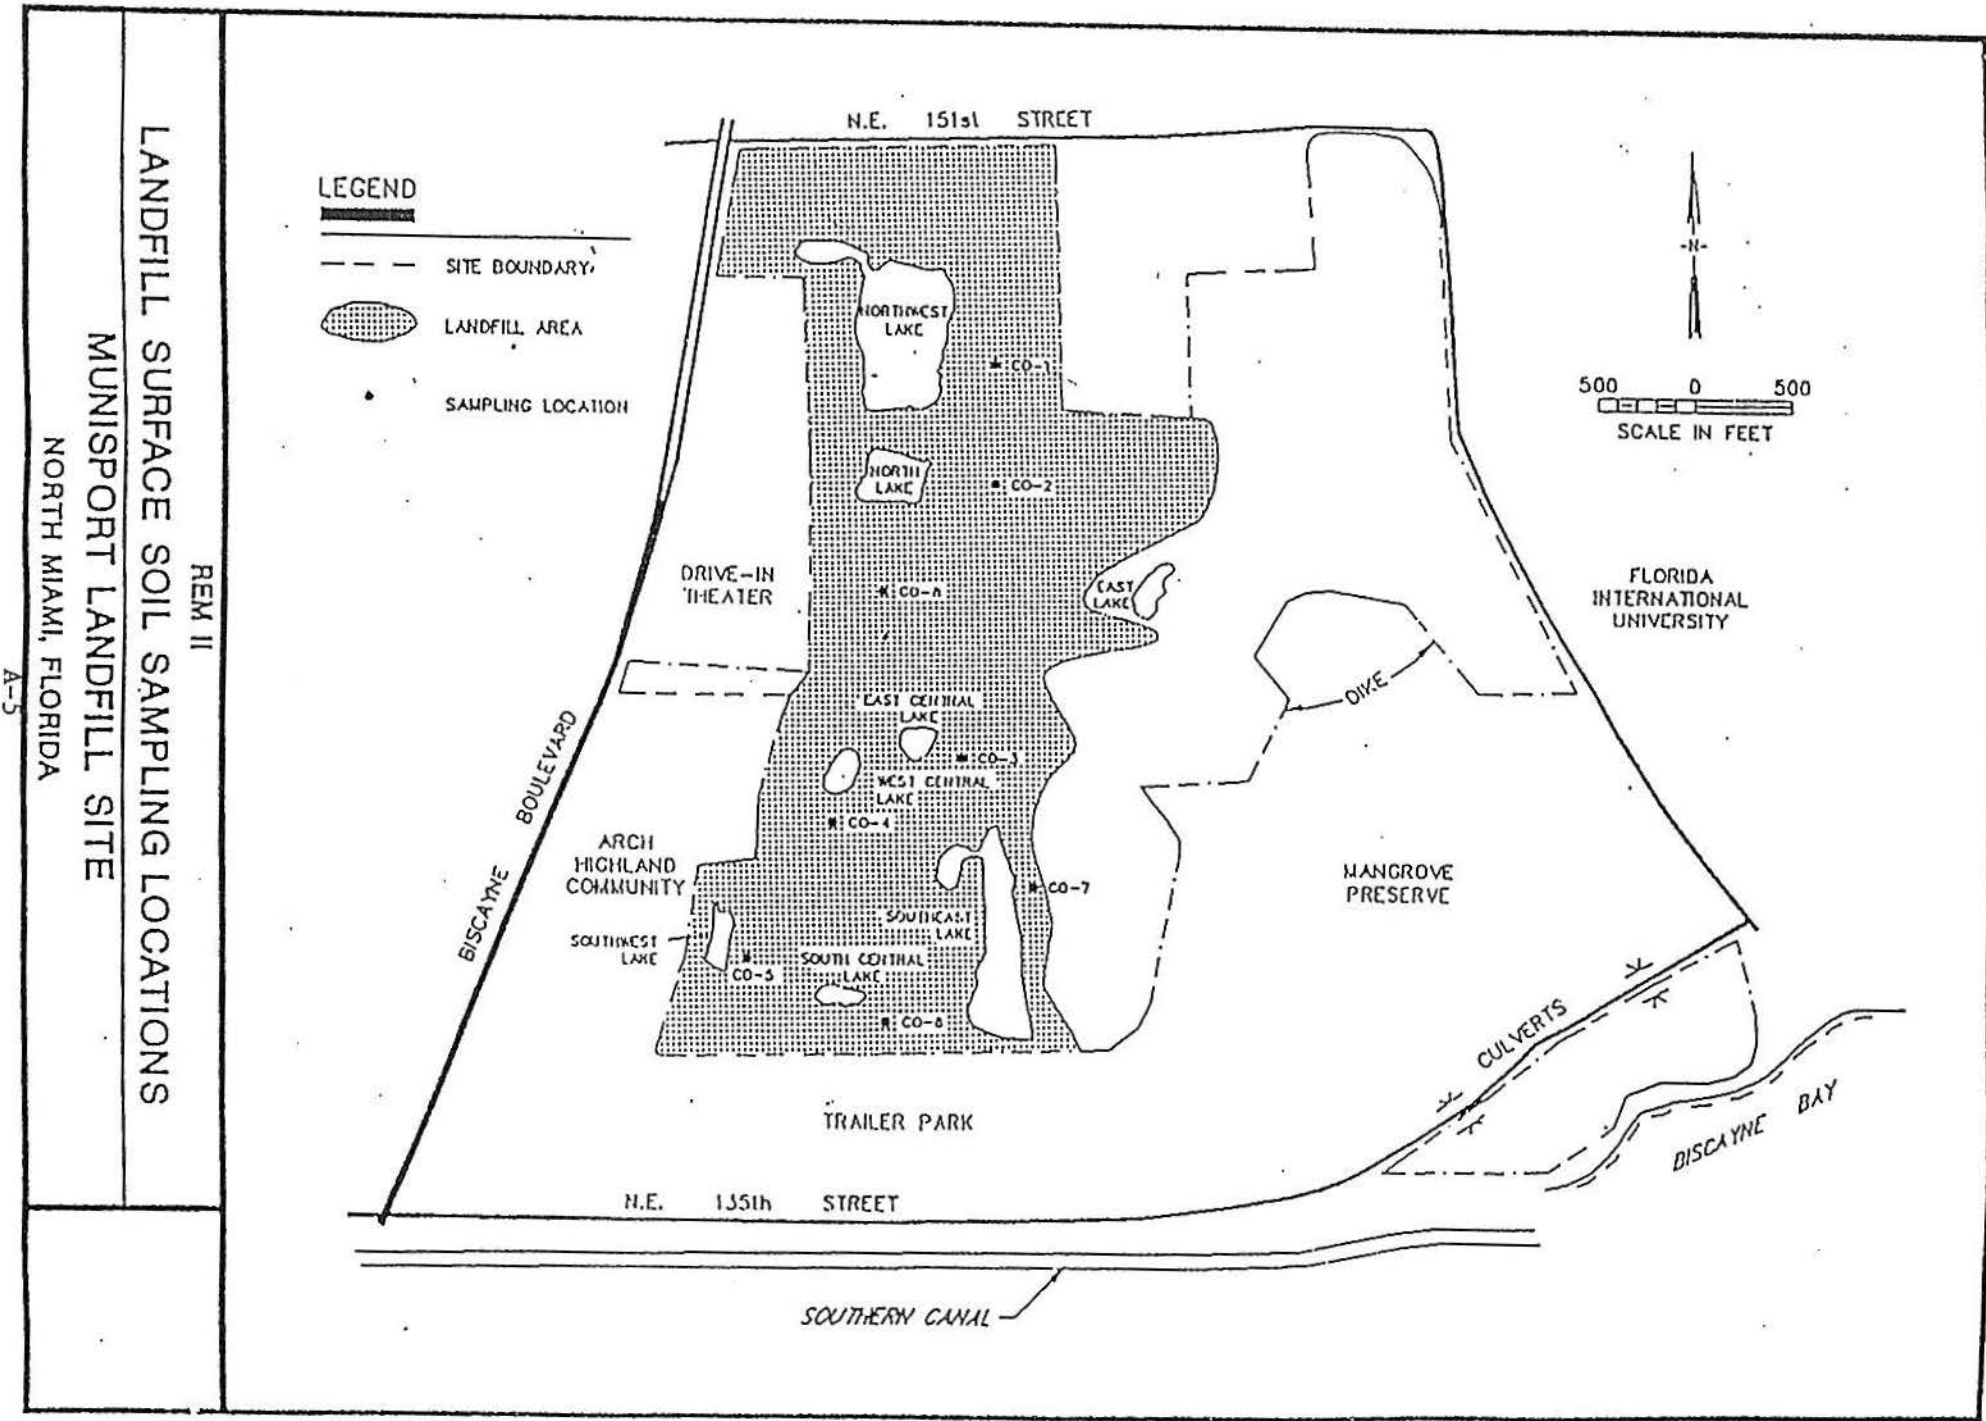 REM II
LANDFILL SURFACE SOIL SAMPLING LOCATIONS
MUNISPORT LANDFILL SITE
NORTH MIAMI, FLORIDA
A-5
N.E. 151st STREET
LEGEND
SITE BOUNDARY
LANDFILL AREA
SAMPLING LOCATION
-N-
500 0 500
SCALE IN FEET
NORTHWEST
LAKE
CO-1
NORTH
LAKE
CO-2
DRIVE-IN
THEATER
EAST
LAKE
FLORIDA
INTERNATIONAL
UNIVERSITY
DIKE
EAST CENTRAL
LAKE
CO-3
WEST CENTRAL
LAKE
CO-4
BISCAYNE BOULEVARD
ARCH
HIGHLAND
COMMUNITY
CO-7
MANGROVE
PRESERVE
SOUTHEAST
LAKE
SOUTHWEST
LAKE
CO-5
SOUTH CENTRAL
LAKE
CULVERTS
BISCAYNE BAY
TRAILER PARK
N.E. 135th STREET
SOUTHERN CANAL